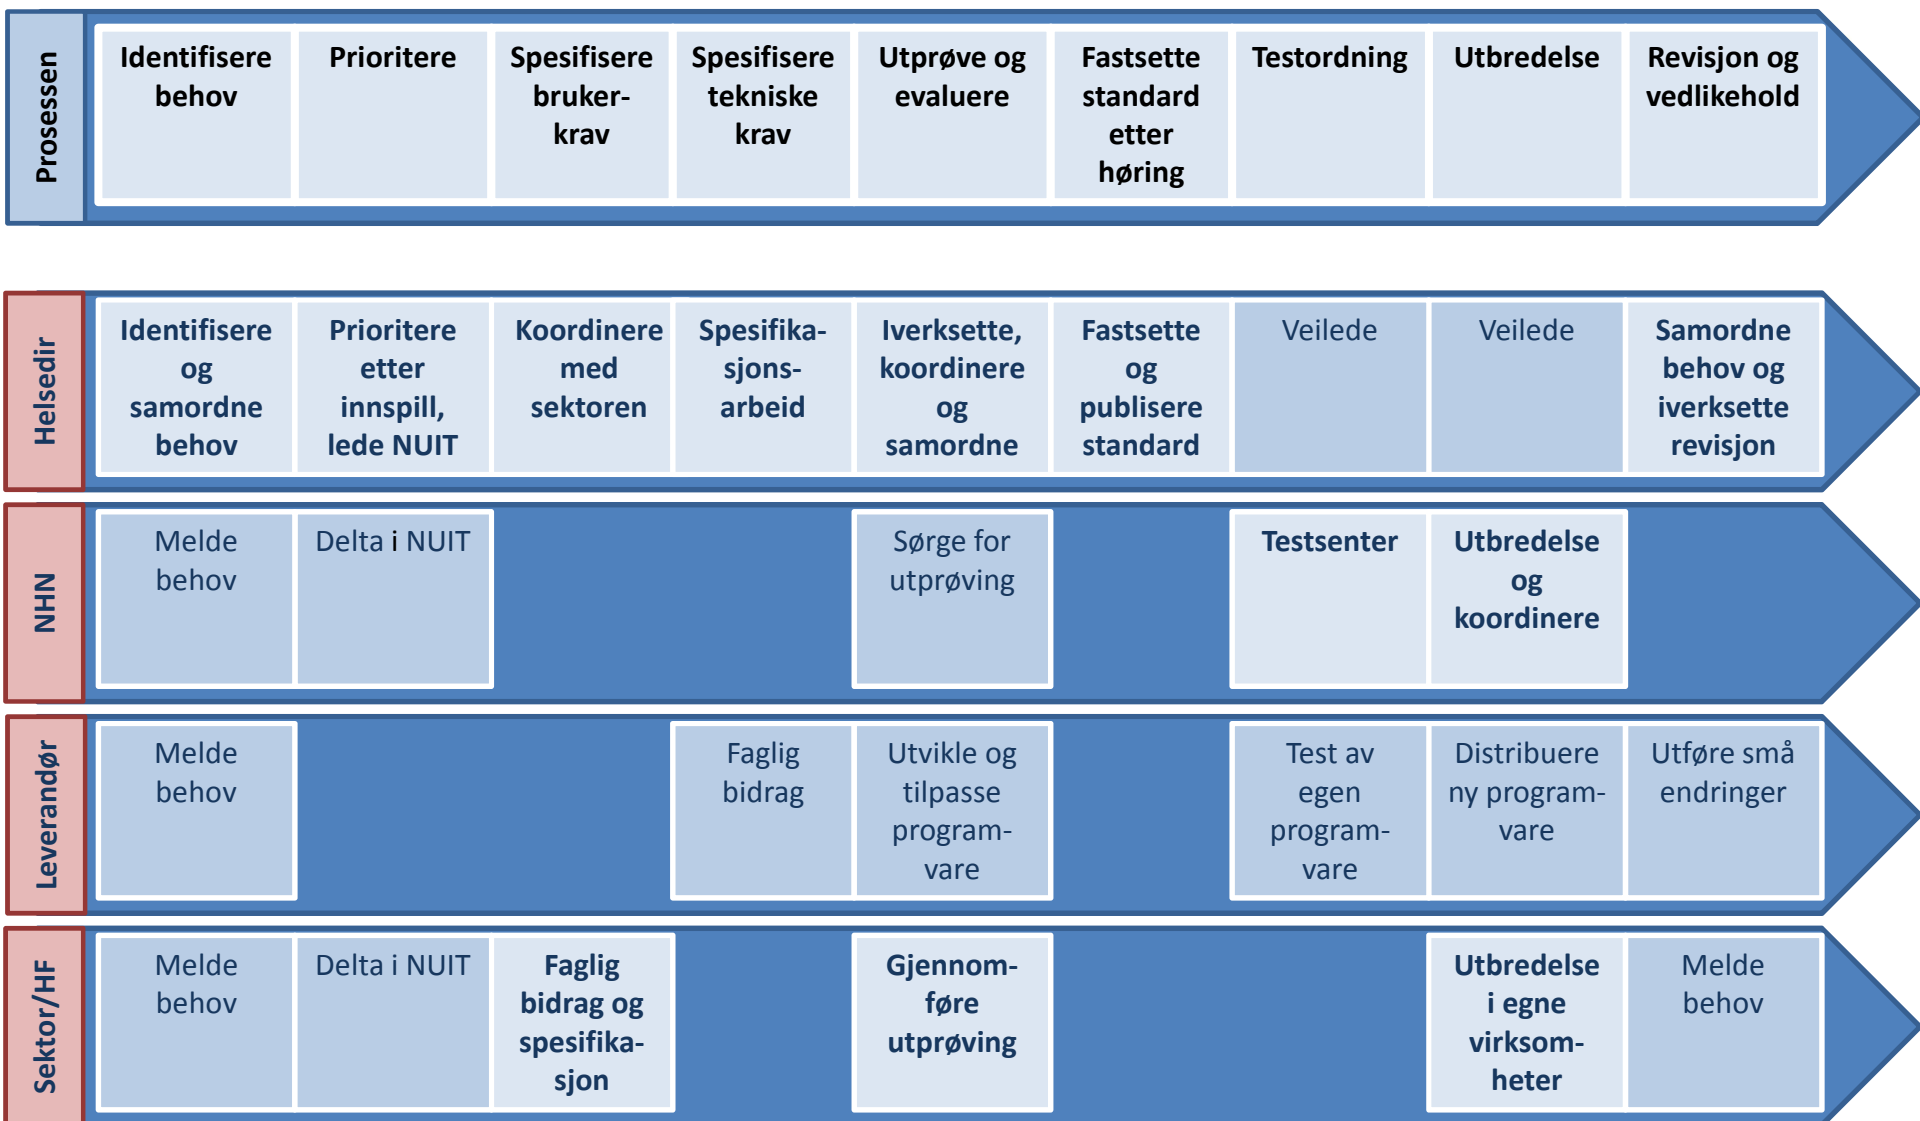 Prosessen
Identifisere
behov
Prioritere
Spesifisere
bruker-
krav
Spesifisere
tekniske
krav
Utprøve og
evaluere
Fastsette
standard
etter
høring
Testordning
Utbredelse
Revisjon og
vedlikehold
Helsedir
Identifisere
og
samordne
behov
Prioritere
etter
innspill,
lede NUIT
Koordinere
med
sektoren
Spesifika-
sjons-
arbeid
Iverksette,
koordinere
og
samordne
Fastsette
og
publisere
standard
Veilede
Veilede
Samordne
behov og
iverksette
revisjon
NHN
Melde
behov
Delta i NUIT
Sørge for
utprøving
Testsenter
Utbredelse
og
koordinere
Leverandør
Melde
behov
Faglig
bidrag
Utvikle og
tilpasse
program-
vare
Test av
egen
program-
vare
Distribuere
ny program-
vare
Utføre små
endringer
Sektor/HF
Melde
behov
Delta i NUIT
Faglig
bidrag og
spesifika-
sjon
Gjennom-
føre
utprøving
Utbredelse
i egne
virksom-
heter
Melde
behov